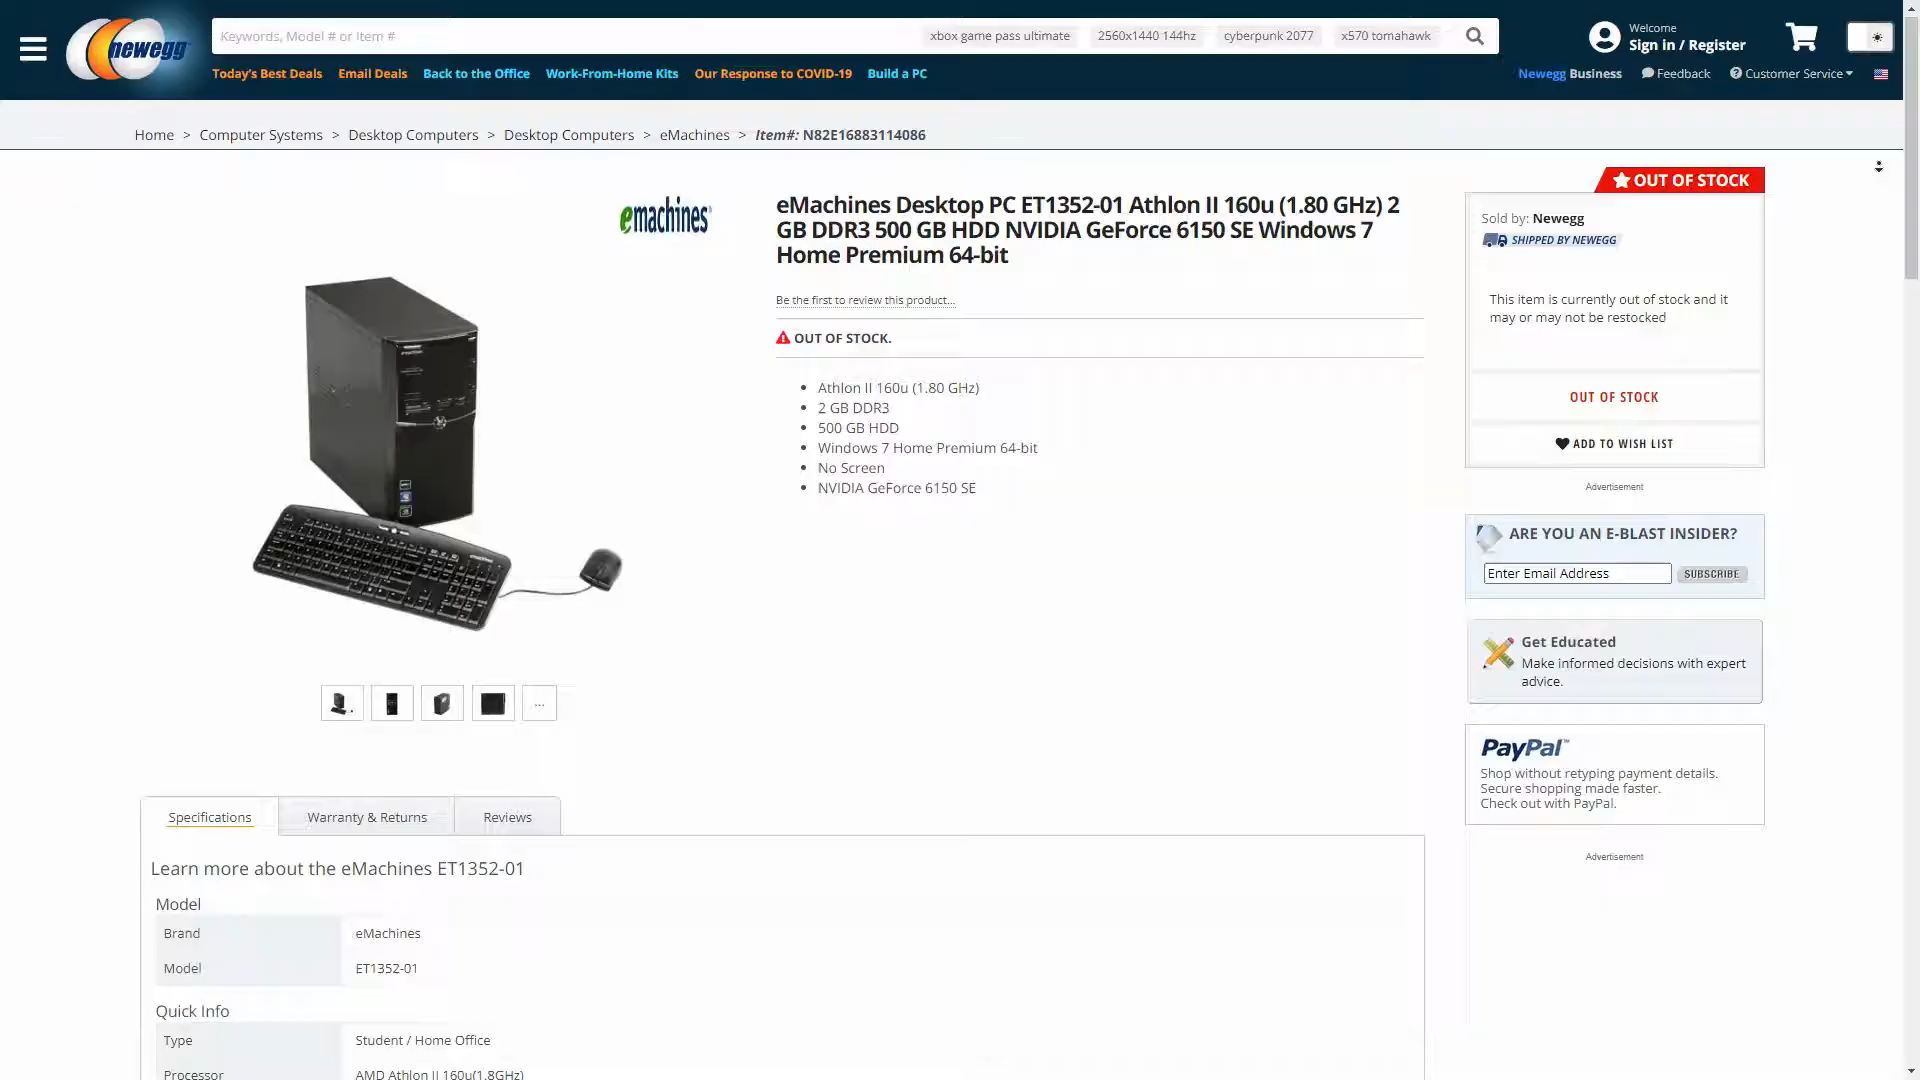 newegg
Keywords, Model # or Item #
xbox game pass ultimate
2560x1440 144hz
cyberpunk 2077
x570 tomahawk
Welcome
Sign in / Register
Today's Best Deals
Email Deals
Back to the Office
Work-From-Home Kits
Our Response to COVID-19
Build a PC
Newegg Business
Feedback
Customer Service
Home > Computer Systems > Desktop Computers > Desktop Computers > eMachines > Item#: N82E16883114086
emachines
eMachines Desktop PC ET1352-01 Athlon II 160u (1.80 GHz) 2
GB DDR3 500 GB HDD NVIDIA GeForce 6150 SE Windows 7
Home Premium 64-bit
Be the first to review this product...
OUT OF STOCK.
Athlon II 160u (1.80 GHz)
2 GB DDR3
500 GB HDD
Windows 7 Home Premium 64-bit
No Screen
NVIDIA GeForce 6150 SE
OUT OF STOCK
Sold by: Newegg
SHIPPED BY NEWEGG
This item is currently out of stock and it
may or may not be restocked
OUT OF STOCK
ADD TO WISH LIST
Advertisement
ARE YOU AN E-BLAST INSIDER?
Enter Email Address
SUBSCRIBE
Get Educated
Make informed decisions with expert
advice.
PayPal™
Shop without retyping payment details.
Secure shopping made faster.
Check out with PayPal.
Advertisement
...
Specifications
Warranty & Returns
Reviews
Learn more about the eMachines ET1352-01
Model
Brand eMachines
Model ET1352-01
Quick Info
Type Student / Home Office
Processor AMD Athlon II 160u(1.8GHz)